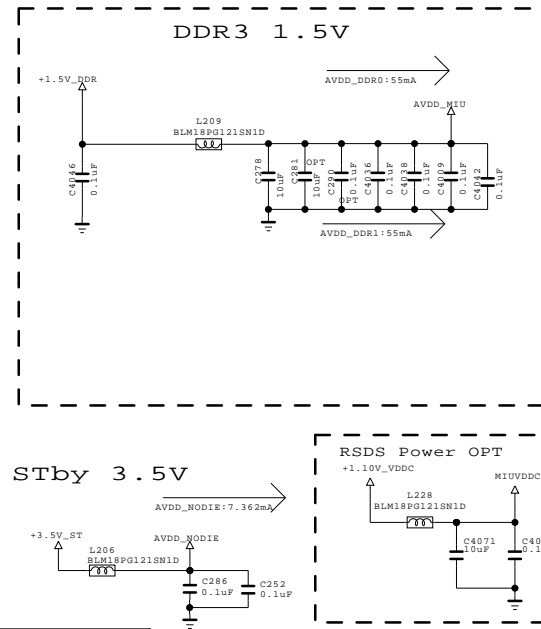 DDR3 1.5V
+1.5V_DDR
AVDD_DDR0:55mA
AVDD_MIU
L209
BLM18PG121SN1D
C4046
0.1uF
C278
10uF
C281
10uF
OPT
C290
0.1uF
OPT
C4036
0.1uF
C4038
0.1uF
C4009
0.1uF
C4042
0.1uF
AVDD_DDR1:55mA
STby 3.5V
AVDD_NODIE:7.362mA
+3.5V_ST
L206
BLM18PG121SN1D
AVDD_NODIE
C286
0.1uF
C252
0.1uF
RSDS Power OPT
+1.10V_VDDC
L228
BLM18PG121SN1D
MIUVDDC
C4071
10uF